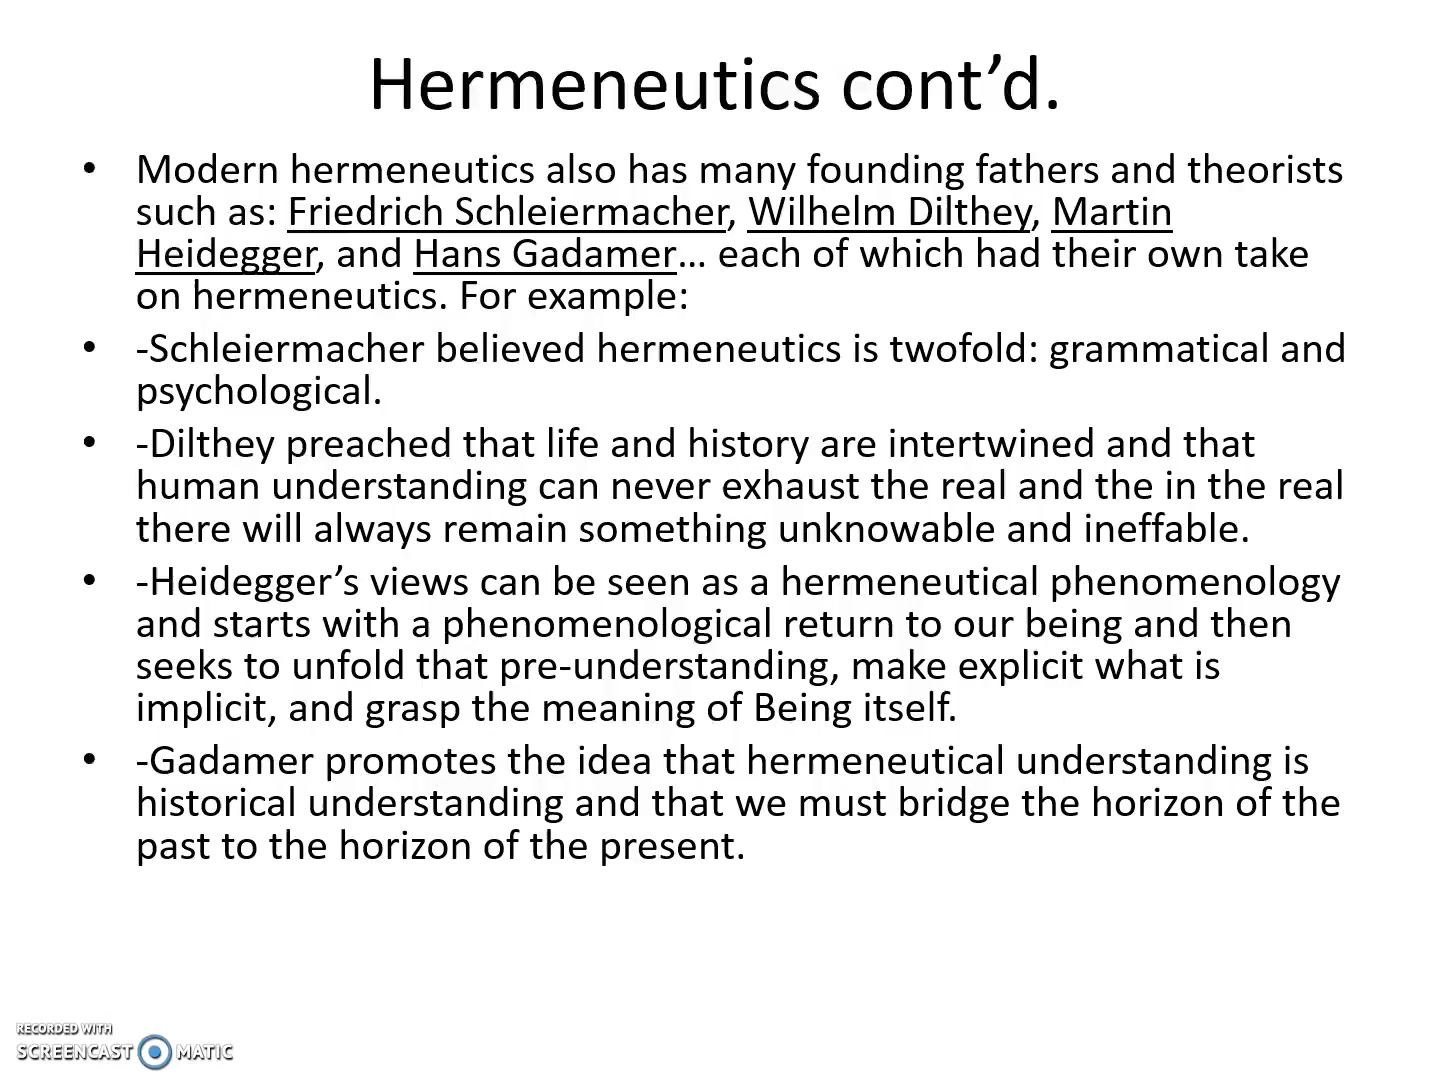 Hermeneutics cont’d.
• Modern hermeneutics also has many founding fathers and theorists
such as: Friedrich Schleiermacher, Wilhelm Dilthey, Martin
Heidegger, and Hans Gadamer… each of which had their own take
on hermeneutics. For example:
• -Schleiermacher believed hermeneutics is twofold: grammatical and
psychological.
• -Dilthey preached that life and history are intertwined and that
human understanding can never exhaust the real and the in the real
there will always remain something unknowable and ineffable.
• -Heidegger’s views can be seen as a hermeneutical phenomenology
and starts with a phenomenological return to our being and then
seeks to unfold that pre-understanding, make explicit what is
implicit, and grasp the meaning of Being itself.
• -Gadamer promotes the idea that hermeneutical understanding is
historical understanding and that we must bridge the horizon of the
past to the horizon of the present.
RECORDED WITH
SCREENCAST MATIC